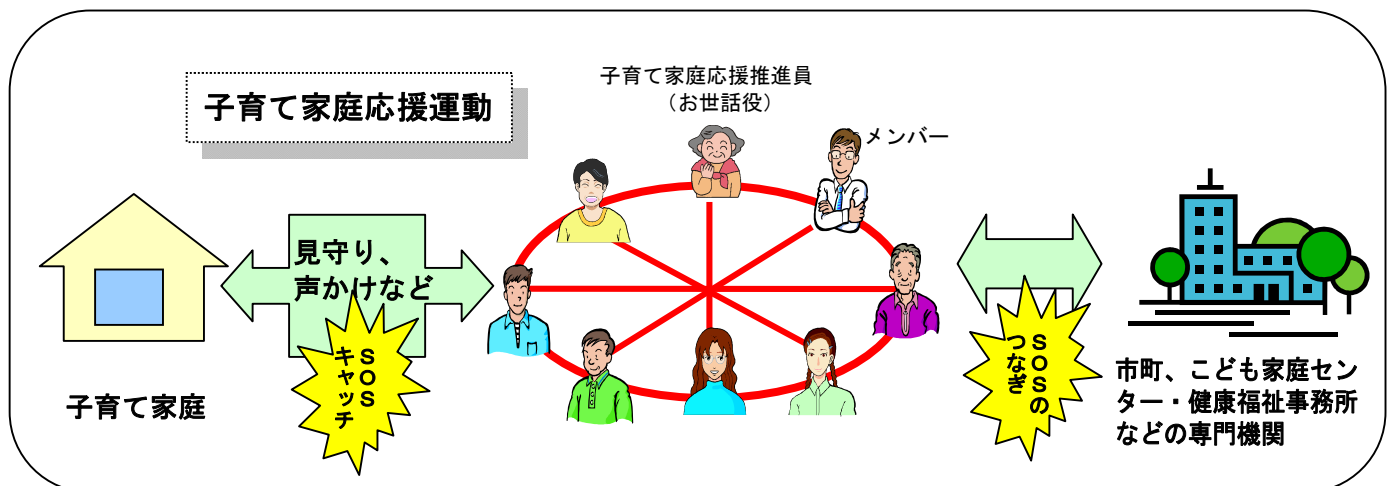 子育て家庭応援運動
子育て家庭応援推進員
(お世話役)
メンバー
見守り、
声かけなど
SOS
キャッチ
子育て家庭
SOSの
つなぎ
市町、こども家庭セン
ター・健康福祉事務所
などの専門機関